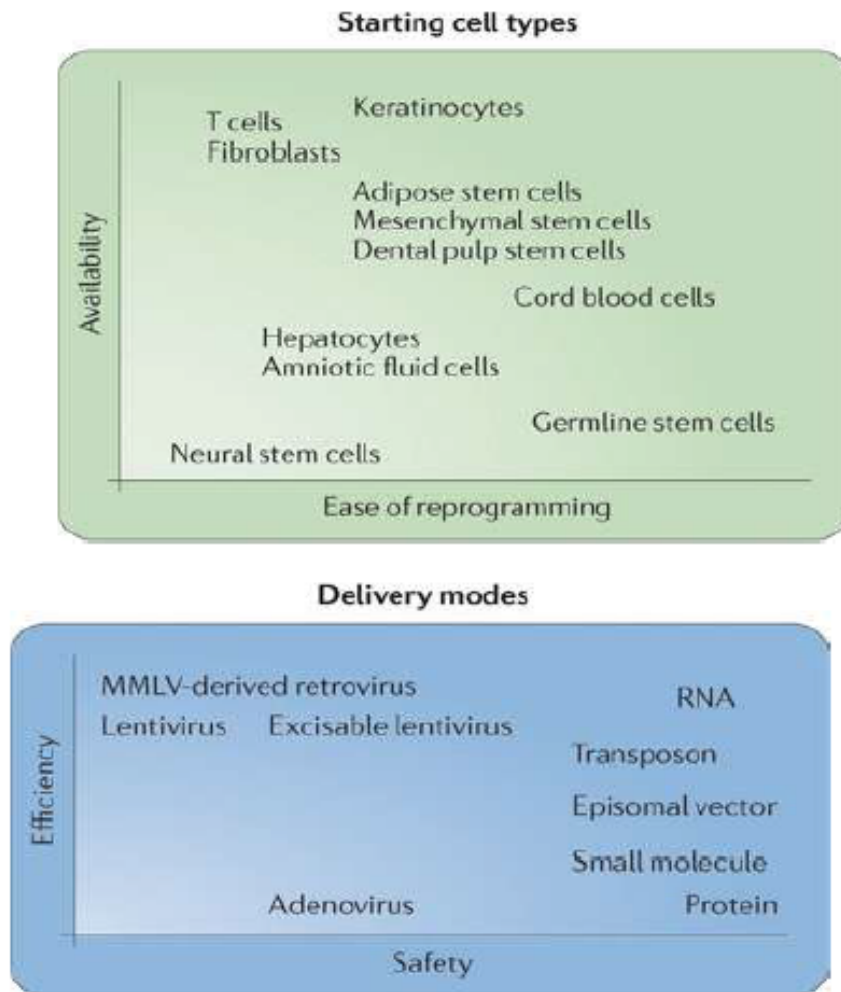 Starting cell types
Keratinocytes
T cells
Fibroblasts
Adipose stem cells
Mesenchymal stem cells
Dental pulp stem cells
Cord blood cells
Hepatocytes
Amniotic fluid cells
Germline stem cells
Neural stem cells
Availability
Ease of reprogramming
Delivery modes
MMLV-derived retrovirus
RNA
Lentivirus Excisable lentivirus
Transposon
Episomal vector
Small molecule
Adenovirus Protein
Efficiency
Safety